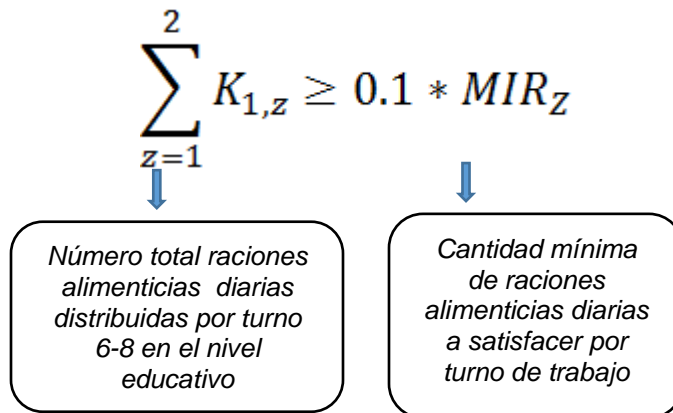 2
∑ K₁,z ≥ 0.1 * MIR_Z
z=1
Número total raciones
alimenticias diarias
distribuidas por turno
6-8 en el nivel
educativo
Cantidad mínima
de raciones
alimenticias diarias
a satisfacer por
turno de trabajo